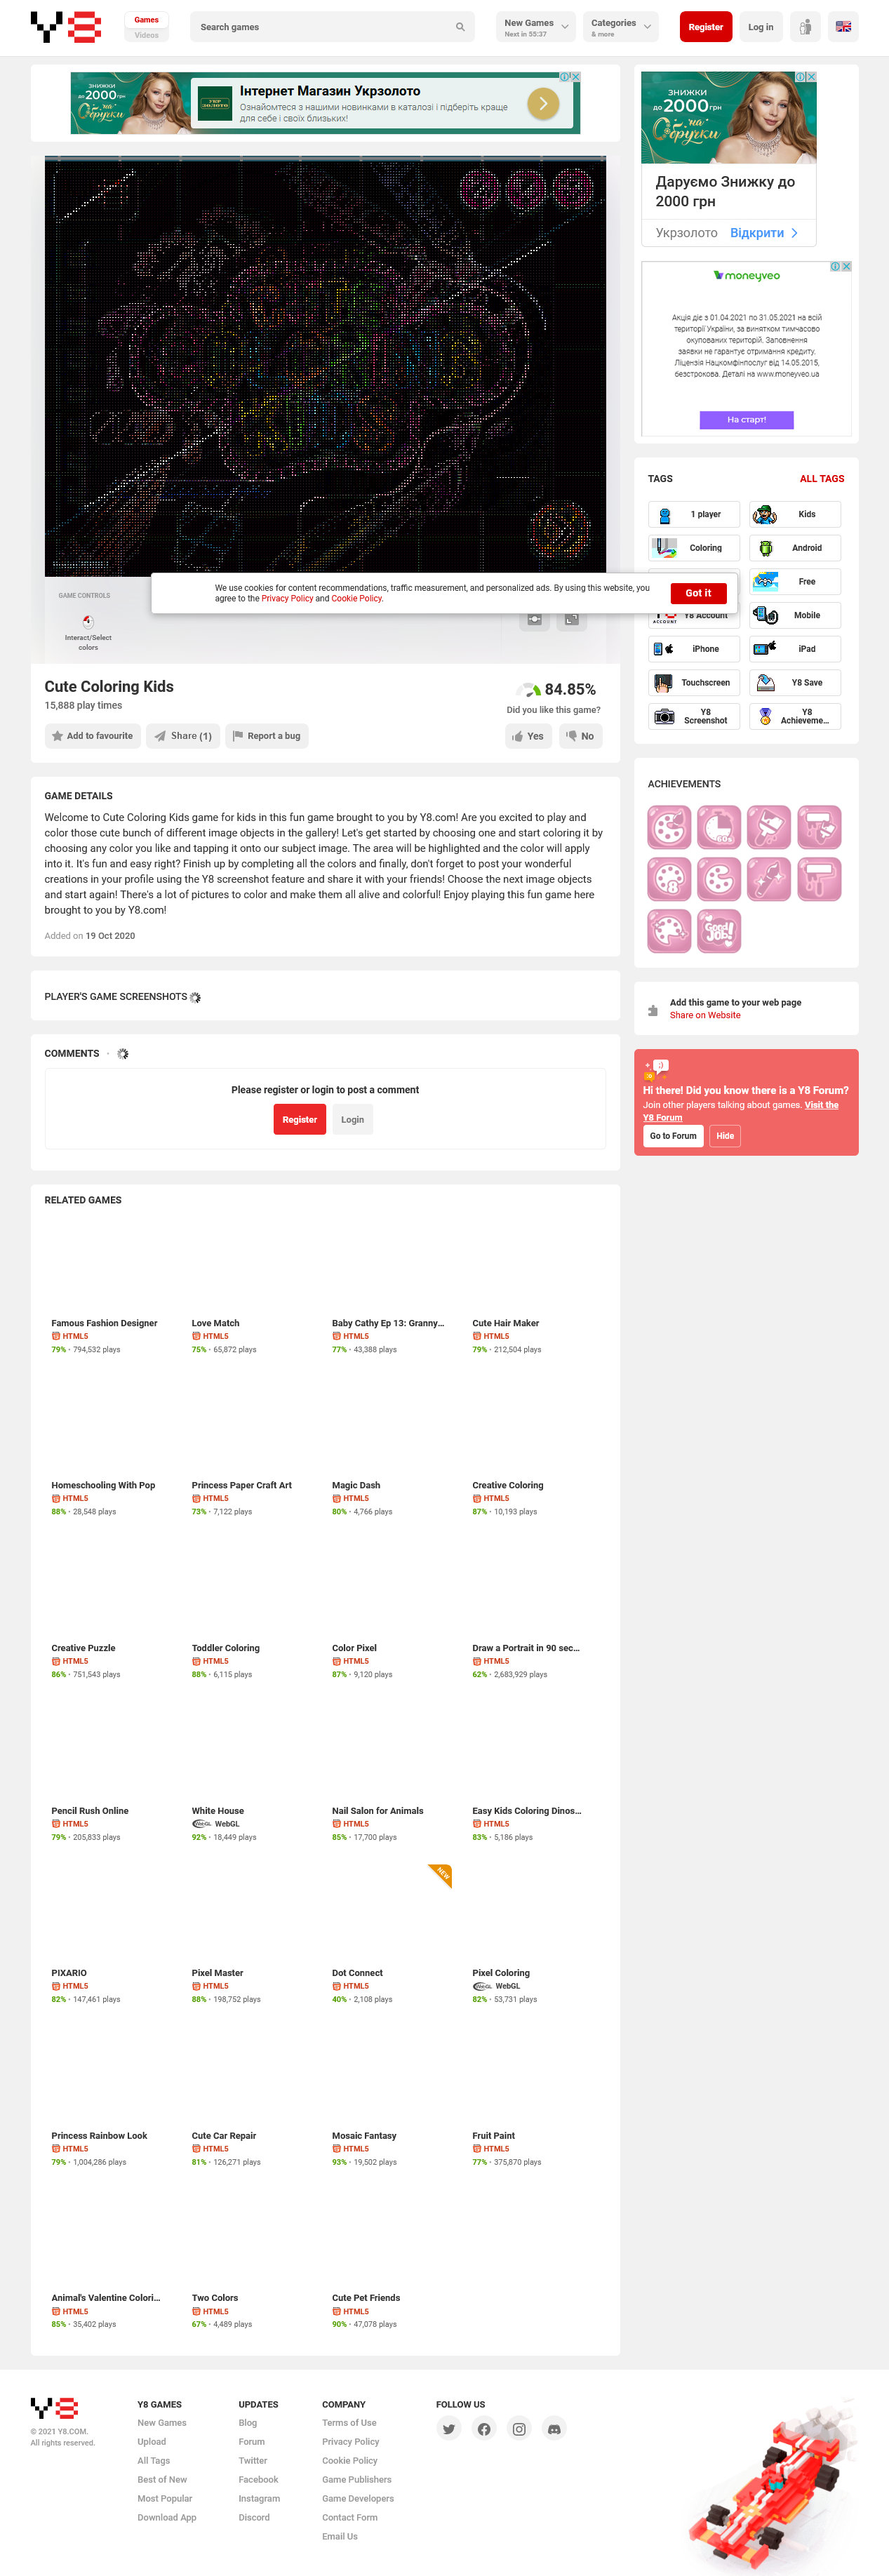 Games
Videos
Search games
New Games
Next in 55:37
Categories
& more
Register
Log in
знижки
до 2000 грн
на
Обручки
УКР ЗОЛОТО
Інтернет Магазин Укрзолото
Ознайомтеся з нашими новинками в каталозі і підберіть краще
для себе і своїх близьких!
знижки
до 2000 грн
на
Обручки
Даруємо Знижку до
2000 грн
Укрзолото
Відкрити
moneyveo
Акція діє з 01.04.2021 по 31.05.2021 на всій
території України, за винятком тимчасово
окупованих територій. Заповнення
заявки не гарантує отримання кредиту.
Ліцензія Нацкомфінпослуг від 14.05.2015,
безстрокова. Деталі на www.moneyveo.ua
На старт!
GAME CONTROLS
Interact/Select
colors
We use cookies for content recommendations, traffic measurement, and personalized ads. By using this website, you
agree to the Privacy Policy and Cookie Policy.
Got it
Cute Coloring Kids
15,888 play times
84.85%
Did you like this game?
Add to favourite
Share (1)
Report a bug
Yes
No
TAGS
ALL TAGS
1 player
Kids
Coloring
Android
Free
Y8 Account
Mobile
iPhone
iPad
Touchscreen
Y8 Save
Y8
Screenshot
Y8
Achieveme...
GAME DETAILS
Welcome to Cute Coloring Kids game for kids in this fun game brought to you by Y8.com! Are you excited to play and
color those cute bunch of different image objects in the gallery! Let's get started by choosing one and start coloring it by
choosing any color you like and tapping it onto our subject image. The area will be highlighted and the color will apply
into it. It's fun and easy right? Finish up by completing all the colors and finally, don't forget to post your wonderful
creations in your profile using the Y8 screenshot feature and share it with your friends! Choose the next image objects
and start again! There's a lot of pictures to color and make them all alive and colorful! Enjoy playing this fun game here
brought to you by Y8.com!
Added on 19 Oct 2020
ACHIEVEMENTS
Good
Job!
PLAYER'S GAME SCREENSHOTS
Add this game to your web page
Share on Website
COMMENTS
Please register or login to post a comment
Register
Login
Hi there! Did you know there is a Y8 Forum?
Join other players talking about games. Visit the
Y8 Forum
Go to Forum
Hide
RELATED GAMES
Famous Fashion Designer
HTML5
79% • 794,532 plays
Love Match
HTML5
75% • 65,872 plays
Baby Cathy Ep 13: Granny...
HTML5
77% • 43,388 plays
Cute Hair Maker
HTML5
79% • 212,504 plays
Homeschooling With Pop
HTML5
88% • 28,548 plays
Princess Paper Craft Art
HTML5
73% • 7,122 plays
Magic Dash
HTML5
80% • 4,766 plays
Creative Coloring
HTML5
87% • 10,193 plays
Creative Puzzle
HTML5
86% • 751,543 plays
Toddler Coloring
HTML5
88% • 6,115 plays
Color Pixel
HTML5
87% • 9,120 plays
Draw a Portrait in 90 sec...
HTML5
62% • 2,683,929 plays
Pencil Rush Online
HTML5
79% • 205,833 plays
White House
WebGL
92% • 18,449 plays
Nail Salon for Animals
HTML5
85% • 17,700 plays
Easy Kids Coloring Dinos...
HTML5
83% • 5,186 plays
PIXARIO
HTML5
82% • 147,461 plays
Pixel Master
HTML5
88% • 198,752 plays
NEW
Dot Connect
HTML5
40% • 2,108 plays
Pixel Coloring
WebGL
82% • 53,731 plays
Princess Rainbow Look
HTML5
79% • 1,004,286 plays
Cute Car Repair
HTML5
81% • 126,271 plays
Mosaic Fantasy
HTML5
93% • 19,502 plays
Fruit Paint
HTML5
77% • 375,870 plays
Animal's Valentine Colori...
HTML5
85% • 35,402 plays
Two Colors
HTML5
67% • 4,489 plays
Cute Pet Friends
HTML5
90% • 47,078 plays
© 2021 Y8.COM.
All rights reserved.
Y8 GAMES
New Games
Upload
All Tags
Best of New
Most Popular
Download App
UPDATES
Blog
Forum
Twitter
Facebook
Instagram
Discord
COMPANY
Terms of Use
Privacy Policy
Cookie Policy
Game Publishers
Game Developers
Contact Form
Email Us
FOLLOW US